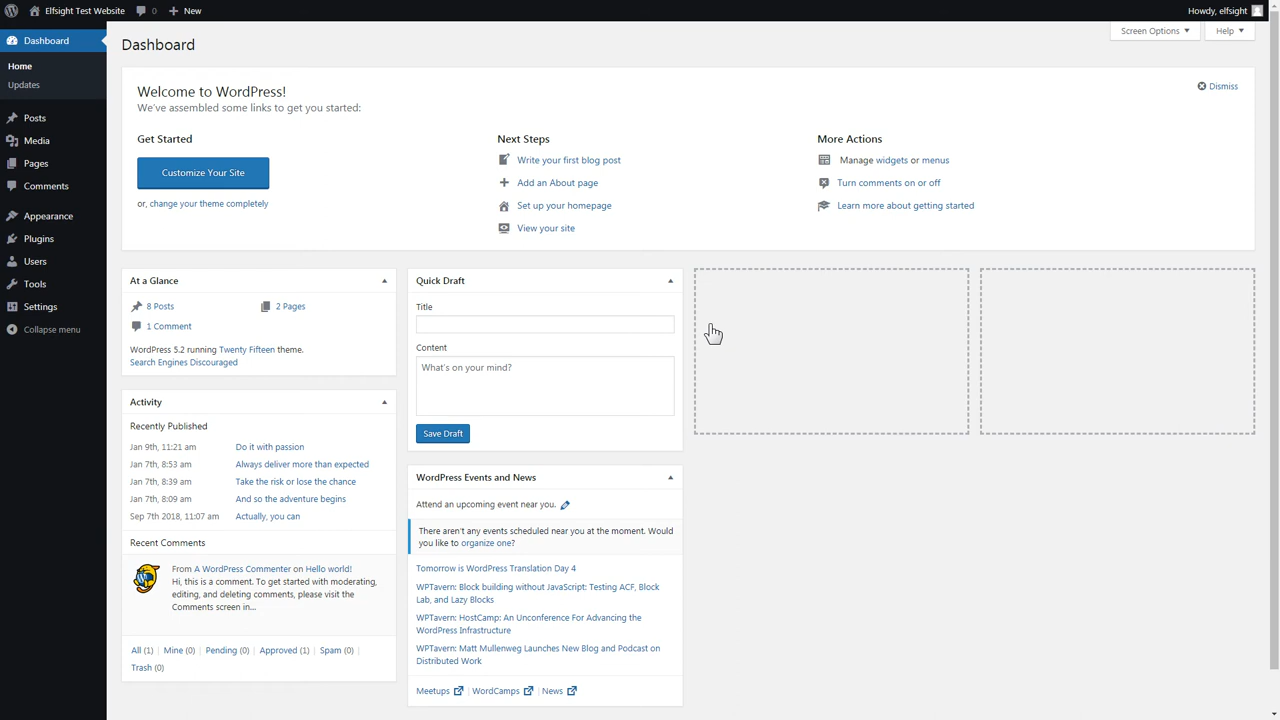 Elfsight Test Website 0 New Howdy, elfsight
Dashboard
Home
Updates
Posts
Media
Pages
Comments
Appearance
Plugins
Users
Tools
Settings
Collapse menu
Dashboard
Screen Options Help
Welcome to WordPress!
We've assembled some links to get you started:
Dismiss
Get Started
Customize Your Site
or, change your theme completely
Next Steps
Write your first blog post
Add an About page
Set up your homepage
View your site
More Actions
Manage widgets or menus
Turn comments on or off
Learn more about getting started
At a Glance
8 Posts 2 Pages
1 Comment
WordPress 5.2 running Twenty Fifteen theme.
Search Engines Discouraged
Activity
Recently Published
Jan 9th, 11:21 am Do it with passion
Jan 7th, 8:53 am Always deliver more than expected
Jan 7th, 8:39 am Take the risk or lose the chance
Jan 7th, 8:09 am And so the adventure begins
Sep 7th 2018, 11:07 am Actually, you can
Recent Comments
From A WordPress Commenter on Hello world!
Hi, this is a comment. To get started with moderating,
editing, and deleting comments, please visit the
Comments screen in...
All (1) | Mine (0) | Pending (0) | Approved (1) | Spam (0) |
Trash (0)
Quick Draft
Title
Content
What's on your mind?
Save Draft
WordPress Events and News
Attend an upcoming event near you.
There aren't any events scheduled near you at the moment. Would
you like to organize one?
Tomorrow is WordPress Translation Day 4
WPTavern: Block building without JavaScript: Testing ACF, Block
Lab, and Lazy Blocks
WPTavern: HostCamp: An Unconference For Advancing the
WordPress Infrastructure
WPTavern: Matt Mullenweg Launches New Blog and Podcast on
Distributed Work
Meetups | WordCamps | News